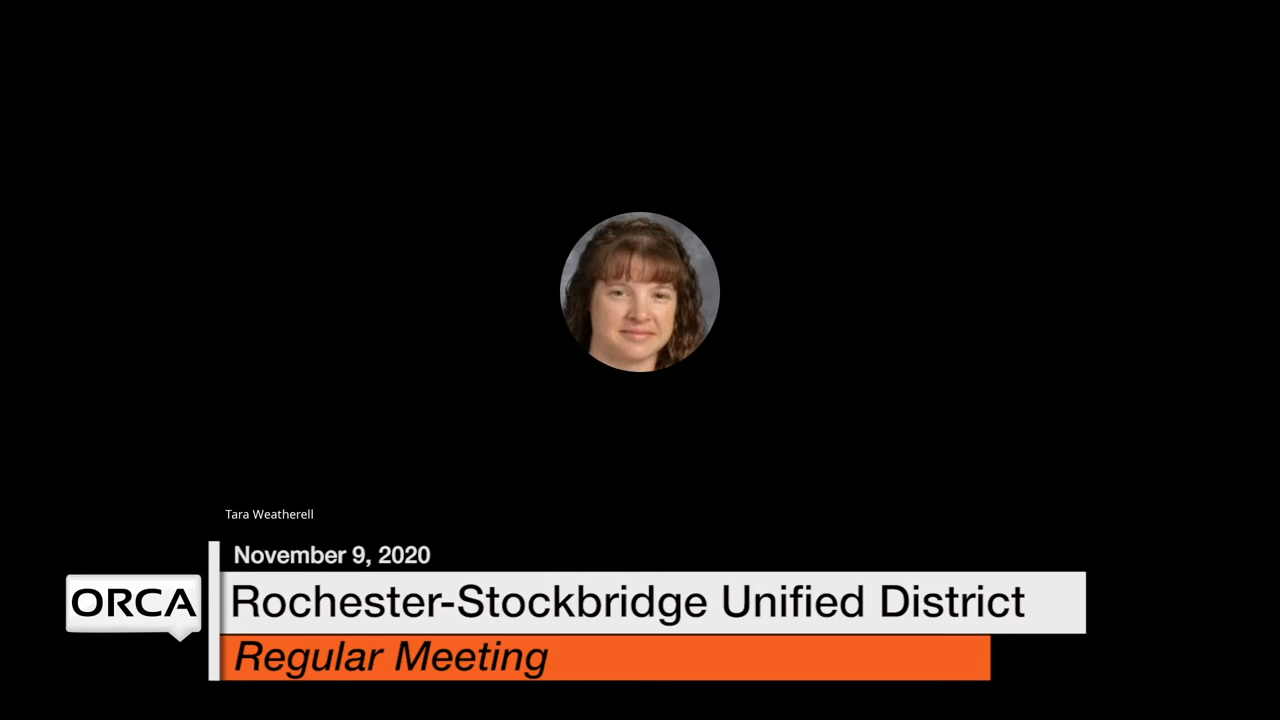 Tara Weatherell
November 9, 2020
ORCA
Rochester-Stockbridge Unified District
Regular Meeting